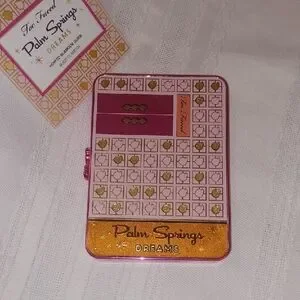 Too Faced
Palm Springs
DREAMS
Too Faced
Palm Springs
DREAMS